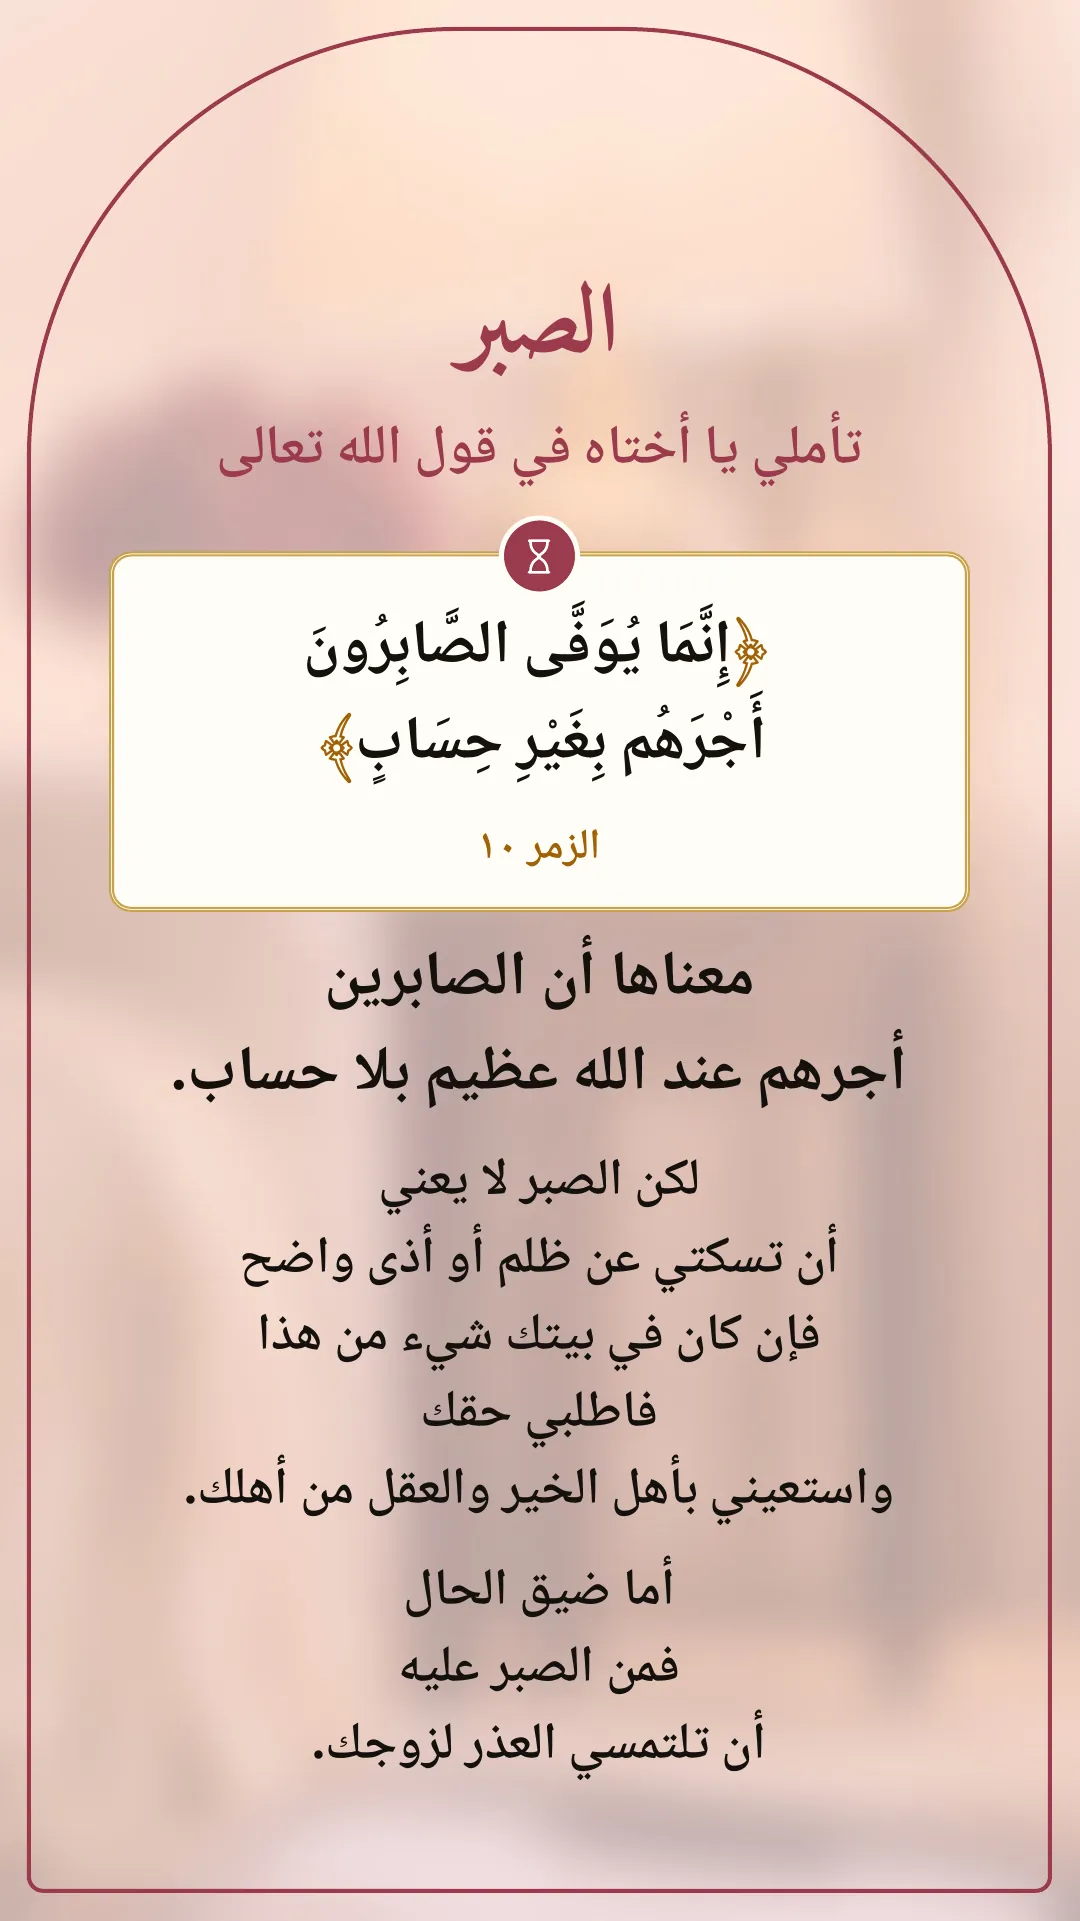 الصبر
تأملي يا أختاه في قول الله تعالى
﴿إِنَّمَا يُوَفَّى الصَّابِرُونَ
أَجْرَهُم بِغَيْرِ حِسَابٍ﴾
الزمر ١٠
معناها أن الصابرين
أجرهم عند الله عظيم بلا حساب.
لكن الصبر لا يعني
أن تسكتي عن ظلم أو أذى واضح
فإن كان في بيتك شيء من هذا
فاطلبي حقك
واستعيني بأهل الخير والعقل من أهلك.
أما ضيق الحال
فمن الصبر عليه
أن تلتمسي العذر لزوجك.